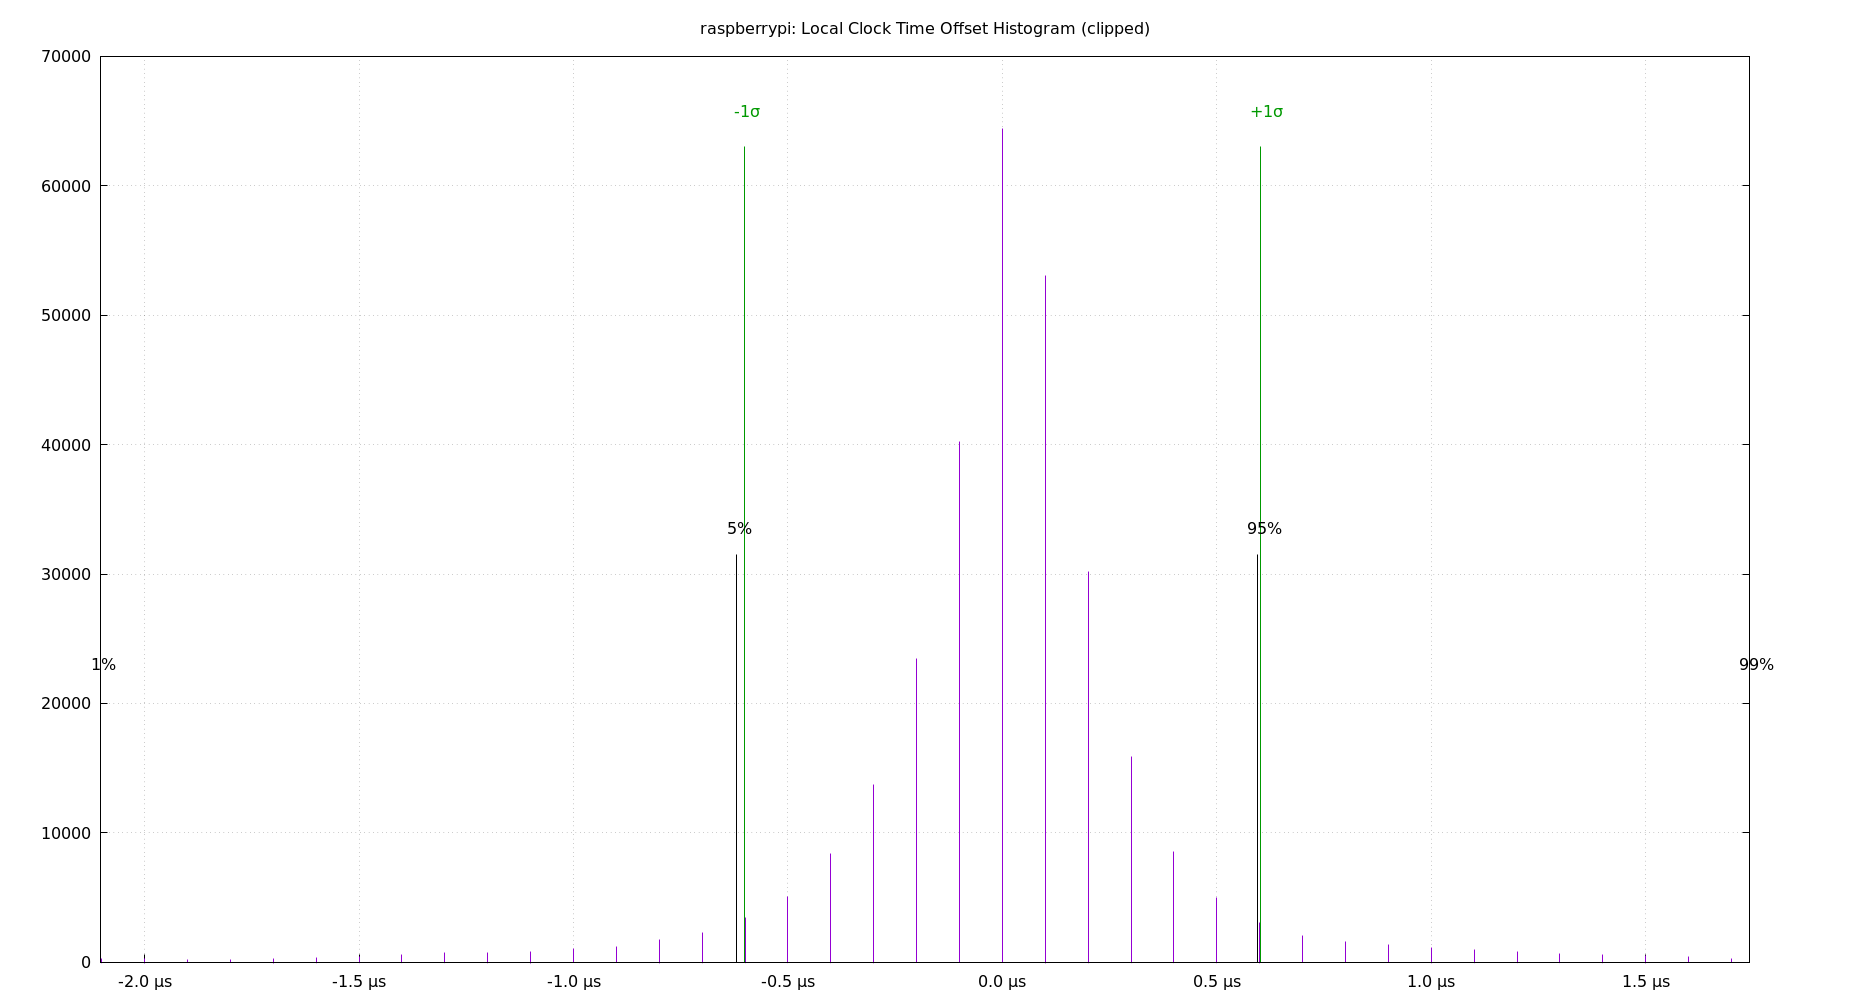 raspberrypi: Local Clock Time Offset Histogram (clipped)
70000
-1σ
+1σ
60000
50000
40000
5%
95%
30000
1%
99%
20000
10000
0
-2.0 µs
-1.5 µs
-1.0 µs
-0.5 µs
0.0 µs
0.5 µs
1.0 µs
1.5 µs